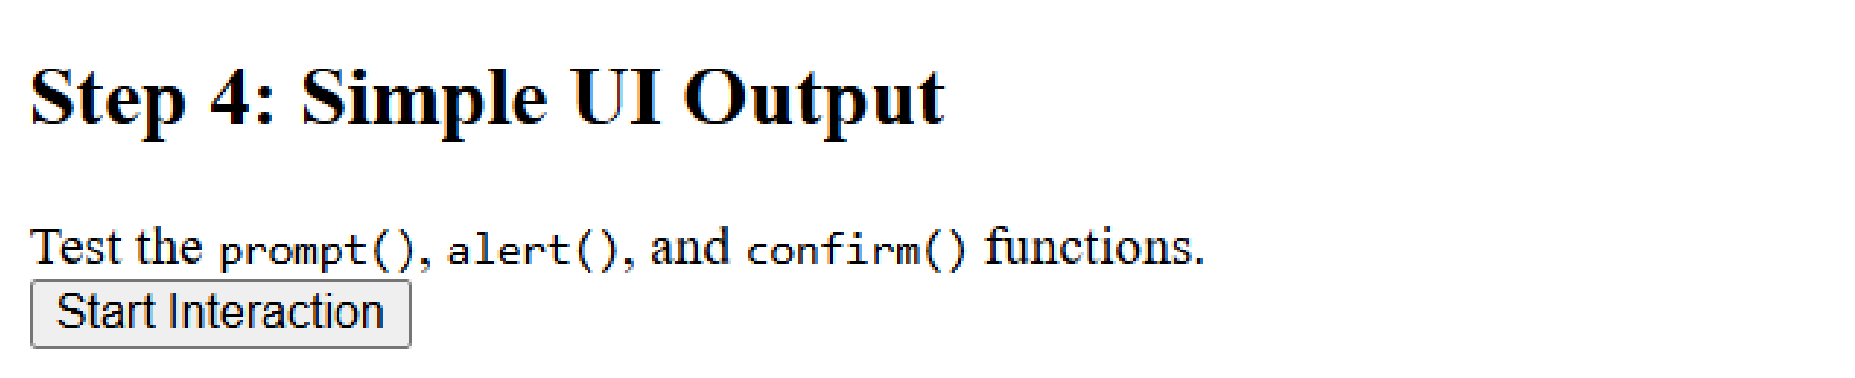 Step 4: Simple UI Output
Test the prompt(), alert(), and confirm() functions.
Start Interaction